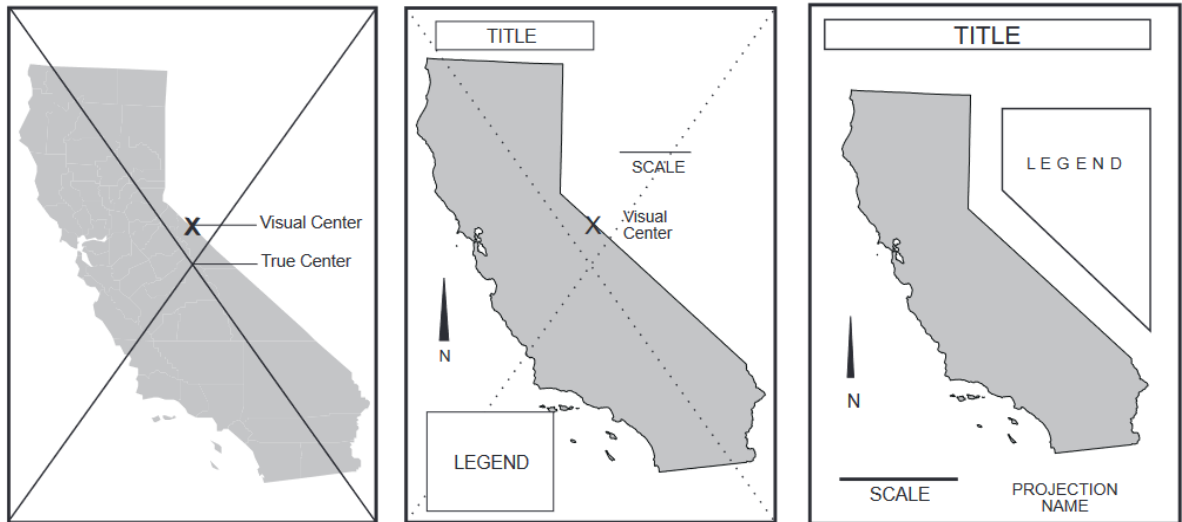 X
Visual Center
True Center
TITLE
SCALE
X
Visual
Center
N
LEGEND
TITLE
LEGEND
N
SCALE
PROJECTION
NAME